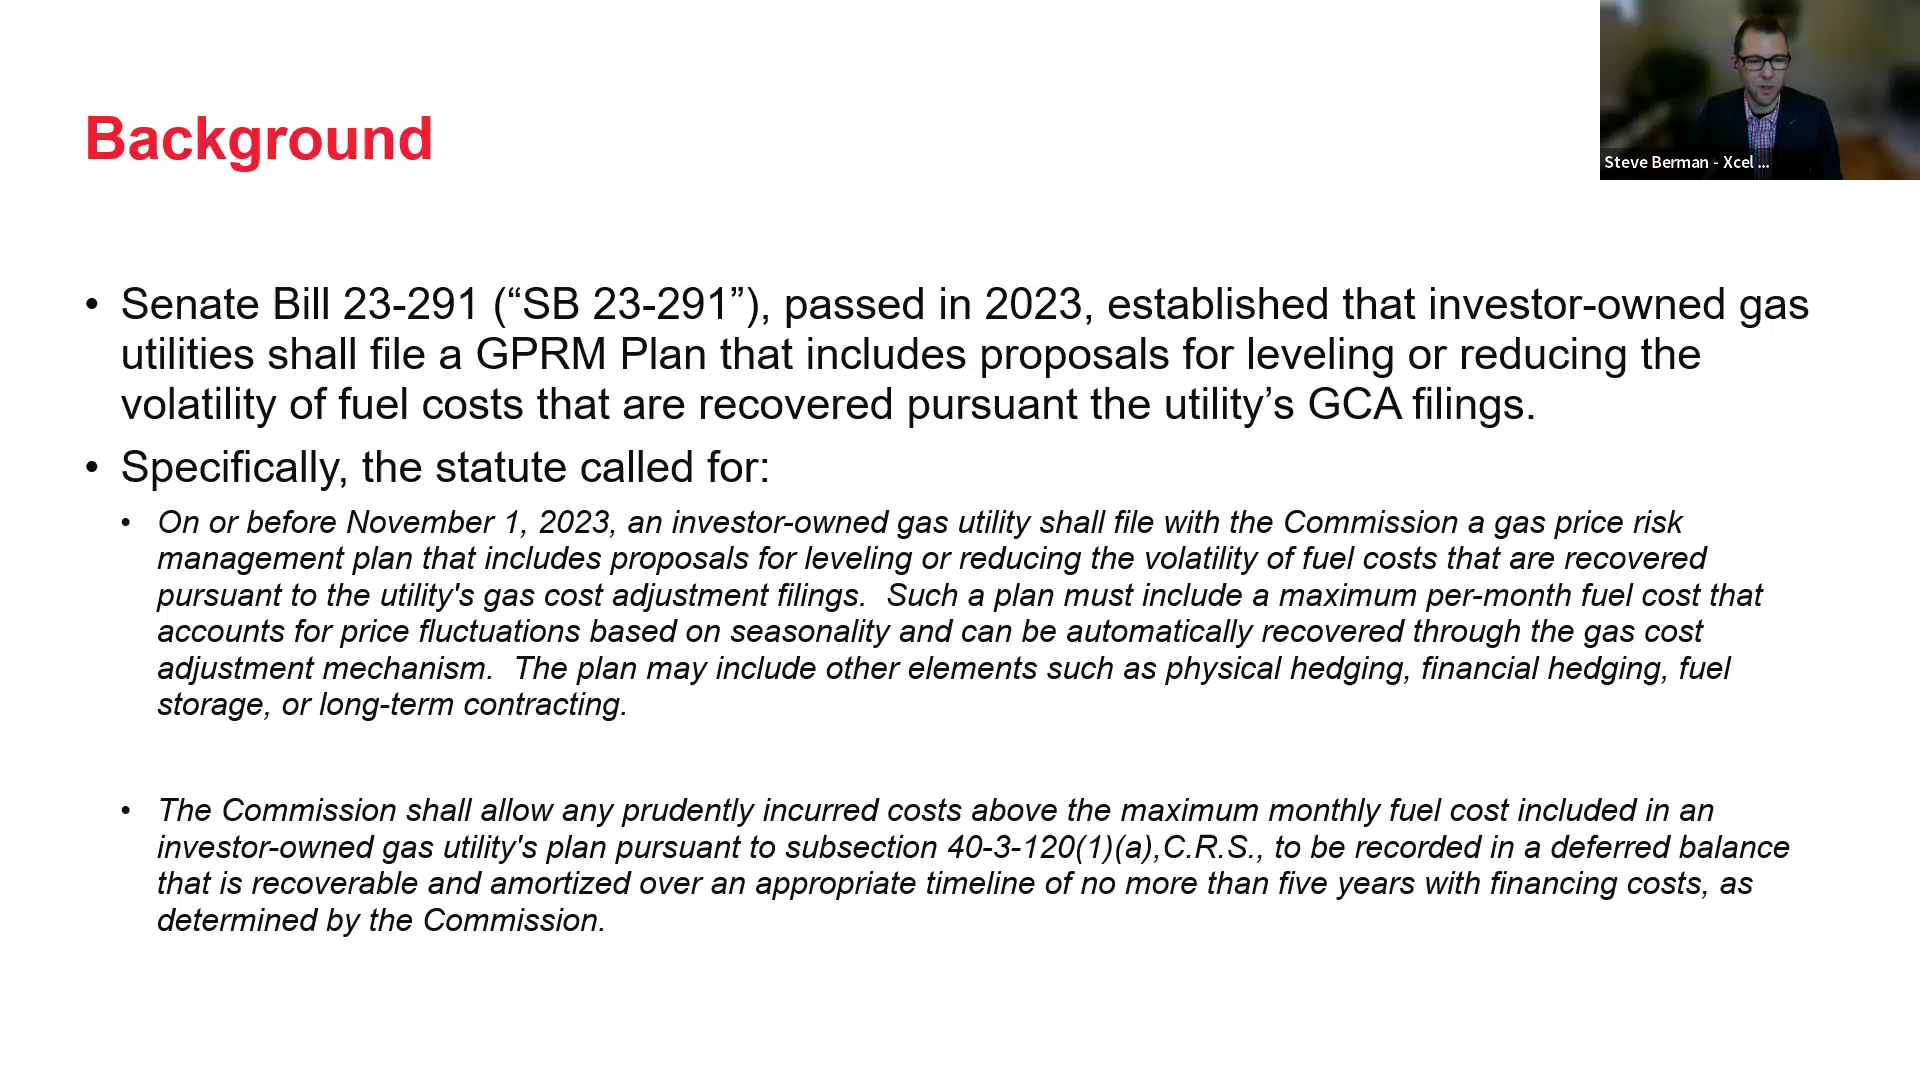 Background
Steve Berman - Xcel ...
• Senate Bill 23-291 (“SB 23-291”), passed in 2023, established that investor-owned gas
utilities shall file a GPRM Plan that includes proposals for leveling or reducing the
volatility of fuel costs that are recovered pursuant the utility’s GCA filings.
• Specifically, the statute called for:
• On or before November 1, 2023, an investor-owned gas utility shall file with the Commission a gas price risk
management plan that includes proposals for leveling or reducing the volatility of fuel costs that are recovered
pursuant to the utility's gas cost adjustment filings.  Such a plan must include a maximum per-month fuel cost that
accounts for price fluctuations based on seasonality and can be automatically recovered through the gas cost
adjustment mechanism.  The plan may include other elements such as physical hedging, financial hedging, fuel
storage, or long-term contracting.
• The Commission shall allow any prudently incurred costs above the maximum monthly fuel cost included in an
investor-owned gas utility's plan pursuant to subsection 40-3-120(1)(a),C.R.S., to be recorded in a deferred balance
that is recoverable and amortized over an appropriate timeline of no more than five years with financing costs, as
determined by the Commission.